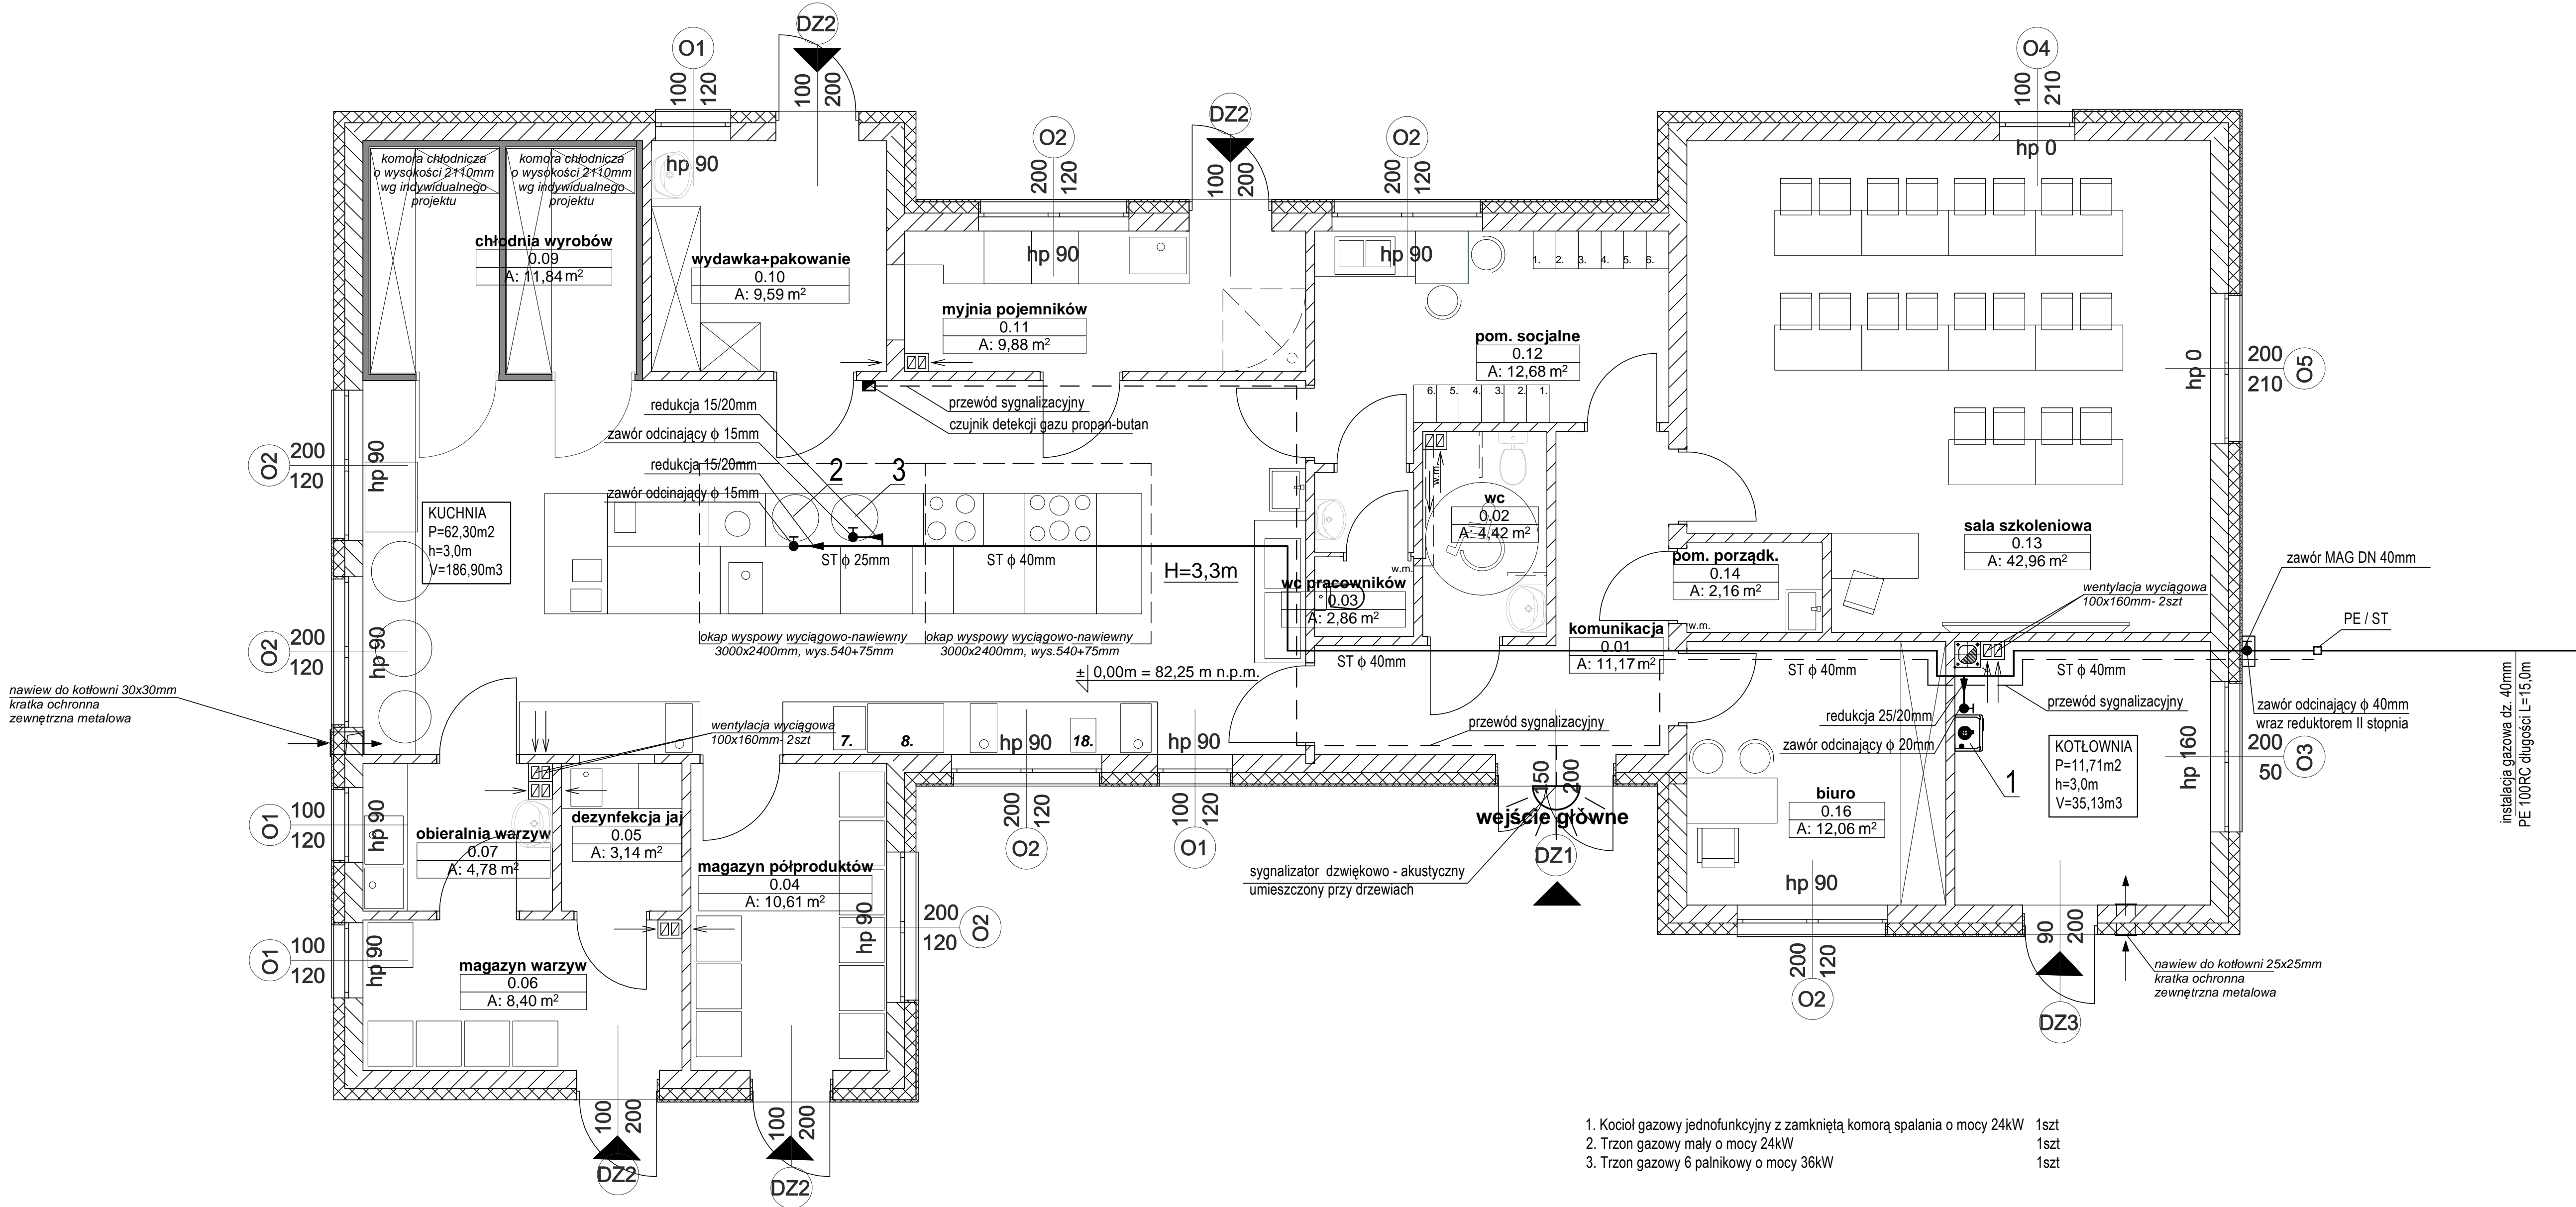 DZ2
O1
O4
100
120
100
200
100
210
DZ2
O2
O2
hp 0
komora chłodnicza
o wysokości 2110mm
wg indywidualnego
projektu
komora chłodnicza
o wysokości 2110mm
wg indywidualnego
projektu
hp 90
200
120
100
200
200
120
chłodnia wyrobów
0.09
A: 11,84 m²
wydawka+pakowanie
0.10
A: 9,59 m²
hp 90
hp 90
1. 2. 3. 4. 5. 6.
myjnia pojemników
0.11
A: 9,88 m²
pom. socjalne
0.12
A: 12,68 m²
hp 0
200
210
O5
6. 5. 4. 3. 2. 1.
przewód sygnalizacyjny
czujnik detekcji gazu propan-butan
redukcja 15/20mm
zawór odcinający ϕ 15mm
redukcja 15/20mm
zawór odcinający ϕ 15mm
2
3
O2
200
120
hp 90
KUCHNIA
P=62,30m2
h=3,0m
V=186,90m3
w.m.
wc
0.02
A: 4,42 m²
sala szkoleniowa
0.13
A: 42,96 m²
ST ϕ 25mm
ST ϕ 40mm
H=3,3m
w.m.
wc pracowników
0.03
A: 2,86 m²
pom. porządk.
0.14
A: 2,16 m²
zawór MAG DN 40mm
wentylacja wyciągowa
100x160mm- 2szt
PE / ST
O2
200
120
hp 90
okap wyspowy wyciągowo-nawiewny
3000x2400mm, wys.540+75mm
okap wyspowy wyciągowo-nawiewny
3000x2400mm, wys.540+75mm
komunikacja
0.01
A: 11,17 m²
w.m.
± 0,00m = 82,25 m n.p.m.
ST ϕ 40mm
ST ϕ 40mm
ST ϕ 40mm
przewód sygnalizacyjny
zawór odcinający ϕ 40mm
wraz reduktorem II stopnia
instalacja gazowa dz. 40mm
PE 100RC długości L=15,0m
nawiew do kotłowni 30x30mm
kratka ochronna
zewnętrzna metalowa
wentylacja wyciągowa
100x160mm- 2szt
7.
8.
18.
hp 90
hp 90
przewód sygnalizacyjny
redukcja 25/20mm
zawór odcinający ϕ 20mm
1
KOTŁOWNIA
P=11,71m2
h=3,0m
V=35,13m3
hp 160
200
50
O3
O1
100
120
hp 90
obieralnia warzyw
0.07
A: 4,78 m²
dezynfekcja jaj
0.05
A: 3,14 m²
magazyn półproduktów
0.04
A: 10,61 m²
200
120
O2
100
120
O1
150
200
wejście główne
DZ1
biuro
0.16
A: 12,06 m²
sygnalizator dzwiękowo - akustyczny
umieszczony przy drzewiach
hp 90
hp 90
200
120
O2
O1
100
120
hp 90
magazyn warzyw
0.06
A: 8,40 m²
200
120
O2
90
200
DZ3
nawiew do kotłowni 25x25mm
kratka ochronna
zewnętrzna metalowa
100
200
DZ2
100
200
DZ2
1. Kocioł gazowy jednofunkcyjny z zamkniętą komorą spalania o mocy 24kW 1szt
2. Trzon gazowy mały o mocy 24kW 1szt
3. Trzon gazowy 6 palnikowy o mocy 36kW 1szt